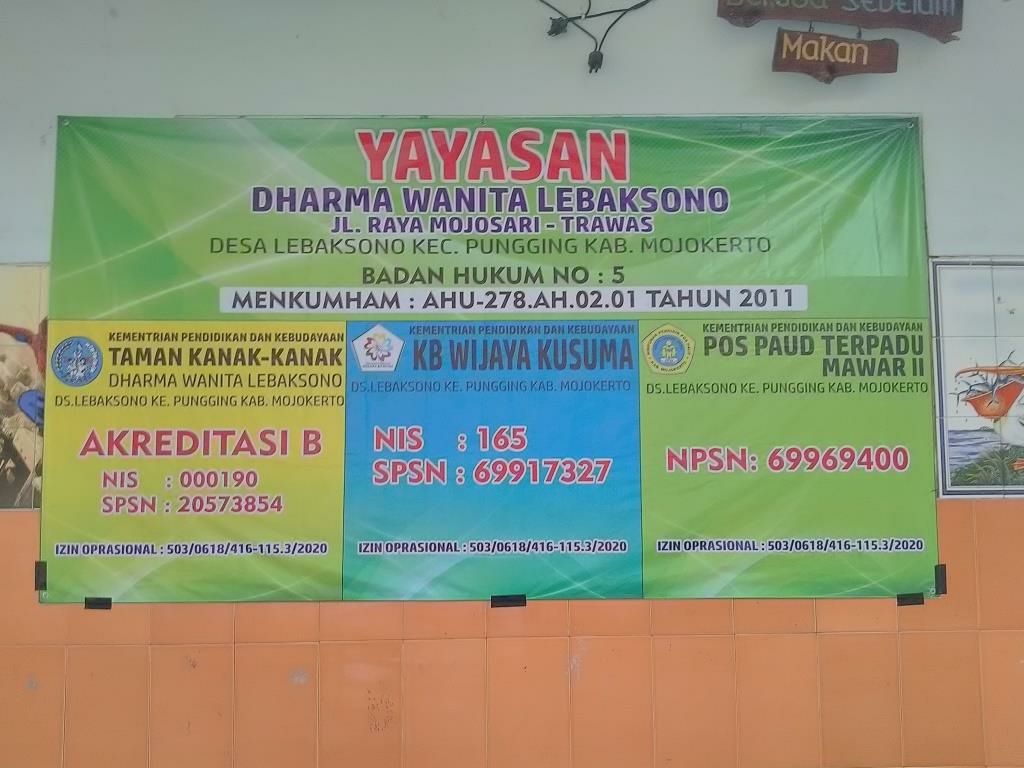 Berdoa Sebelum
Makan
YAYASAN
DHARMA WANITA LEBAKSONO
JL. RAYA MOJOSARI - TRAWAS
DESA LEBAKSONO KEC. PUNGGING KAB. MOJOKERTO
BADAN HUKUM NO : 5
MENKUMHAM : AHU-278.AH.02.01 TAHUN 2011
KEMENTRIAN PENDIDIKAN DAN KEBUDAYAAN
TAMAN KANAK-KANAK
DHARMA WANITA LEBAKSONO
DS.LEBAKSONO KE. PUNGGING KAB. MOJOKERTO
AKREDITASI B
NIS : 000190
SPSN : 20573854
IZIN OPRASIONAL : 503/0618/416-115.3/2020
KEMENTRIAN PENDIDIKAN DAN KEBUDAYAAN
KB WIJAYA KUSUMA
DS.LEBAKSONO KE. PUNGGING KAB. MOJOKERTO
NIS : 165
SPSN : 69917327
IZIN OPRASIONAL : 503/0618/416-115.3/2020
KEMENTRIAN PENDIDIKAN DAN KEBUDAYAAN
POS PAUD TERPADU
MAWAR II
DS.LEBAKSONO KE. PUNGGING KAB. MOJOKERTO
NPSN: 69969400
IZIN OPRASIONAL : 503/0618/416-115.3/2020